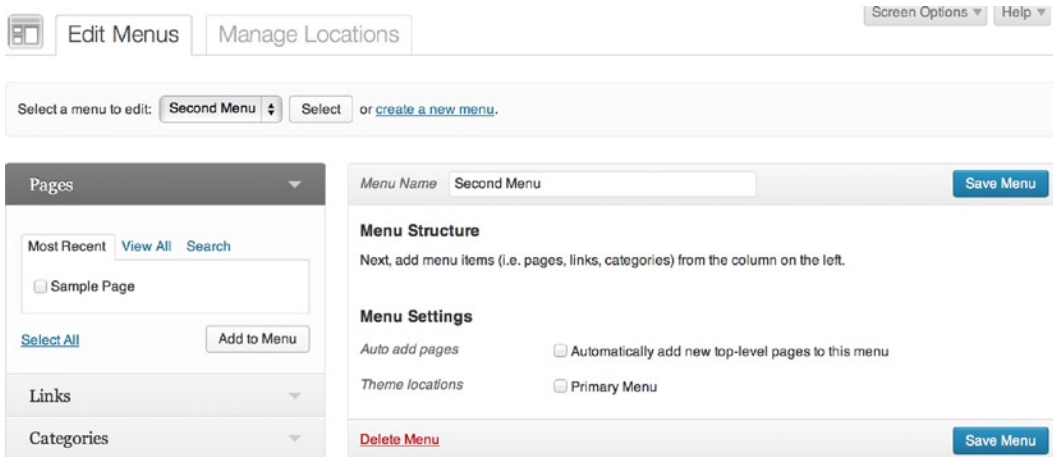 Screen Options Help
Edit Menus Manage Locations
Select a menu to edit: Second Menu Select or create a new menu.
Pages
Most Recent View All Search
Sample Page
Select All Add to Menu
Links
Categories
Menu Name Second Menu Save Menu
Menu Structure
Next, add menu items (i.e. pages, links, categories) from the column on the left.
Menu Settings
Auto add pages Automatically add new top-level pages to this menu
Theme locations Primary Menu
Delete Menu Save Menu